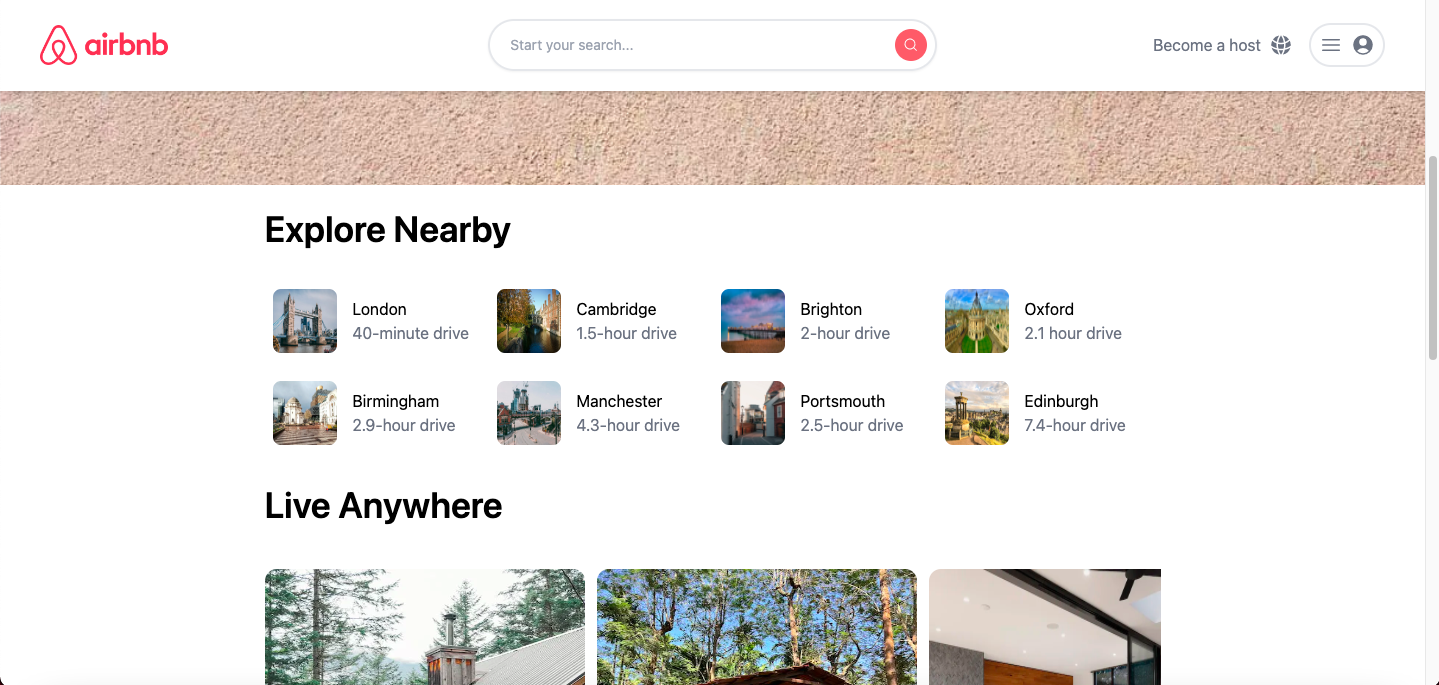 airbnb
Start your search...
Become a host
Explore Nearby
London
40-minute drive
Cambridge
1.5-hour drive
Brighton
2-hour drive
Oxford
2.1 hour drive
Birmingham
2.9-hour drive
Manchester
4.3-hour drive
Portsmouth
2.5-hour drive
Edinburgh
7.4-hour drive
Live Anywhere